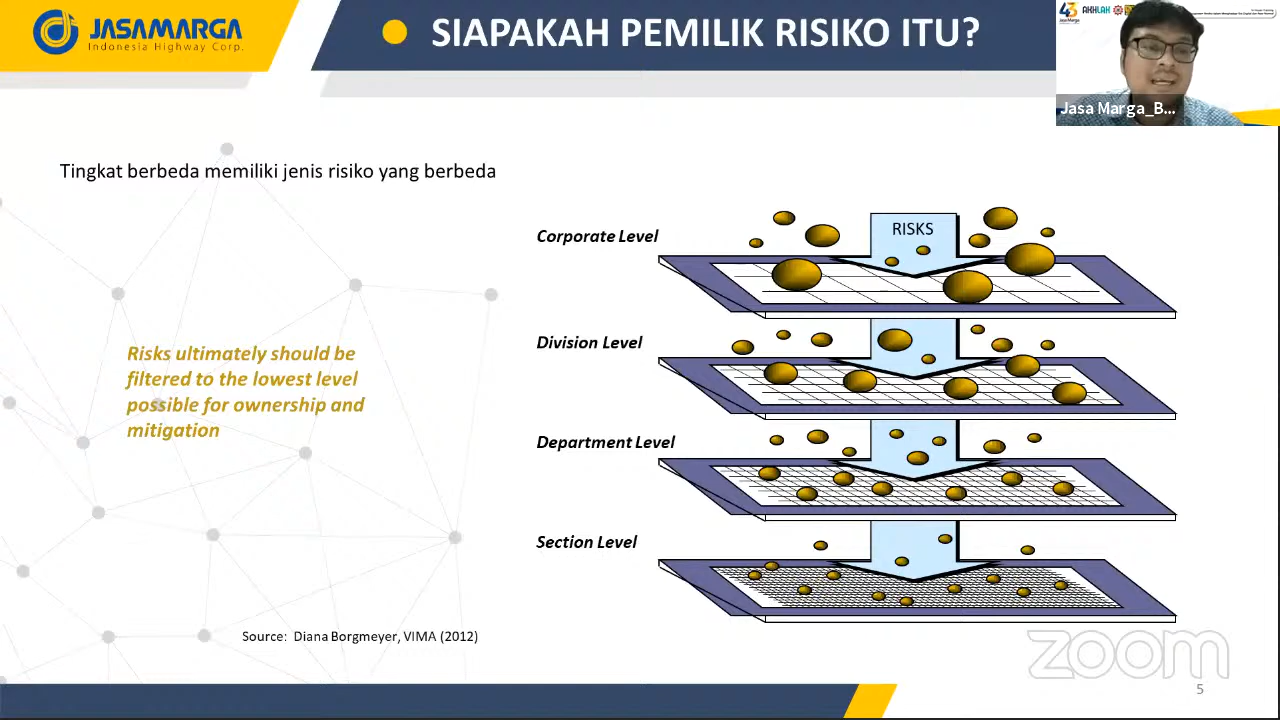 JASAMARGA
Indonesia Highway Corp.
SIAPAKAH PEMILIK RISIKO ITU?
43
AKHLAK
Jasa Marga_B...
Tingkat berbeda memiliki jenis risiko yang berbeda
RISKS
Corporate Level
Division Level
Risks ultimately should be
filtered to the lowest level
possible for ownership and
mitigation
Department Level
Section Level
Source: Diana Borgmeyer, VIMA (2012)
zoom
5